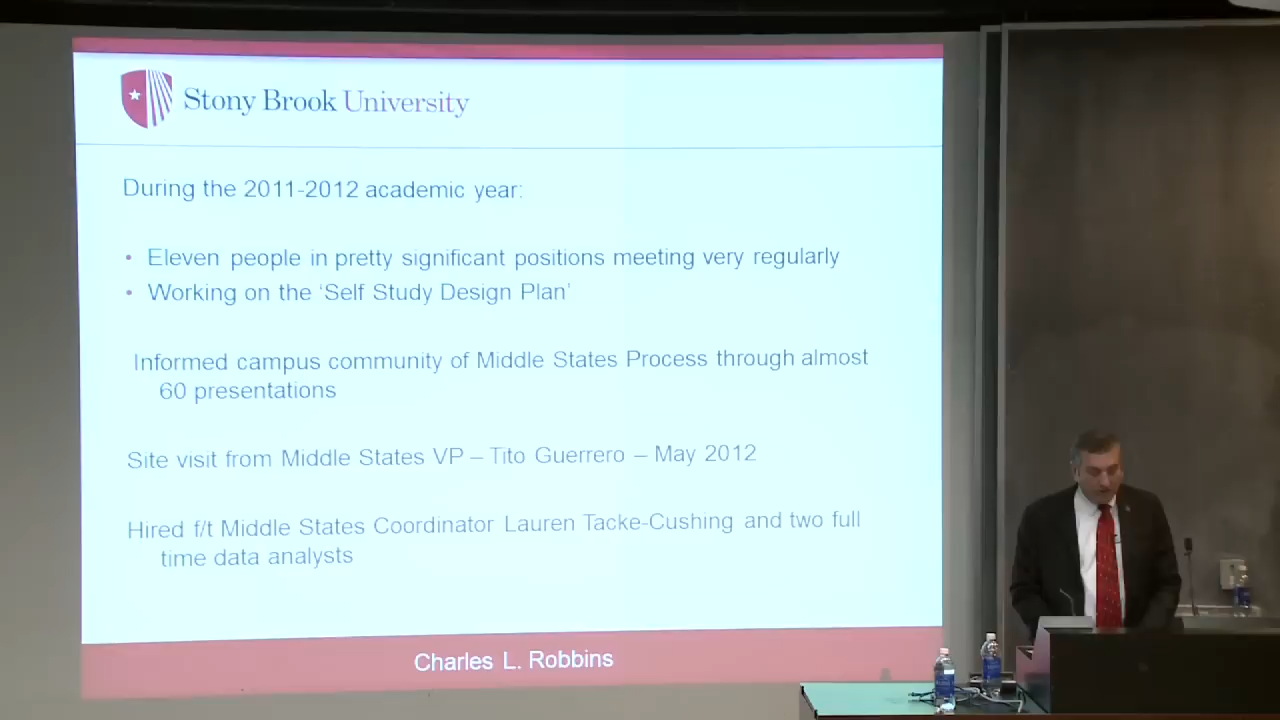 Stony Brook University
During the 2011-2012 academic year:
• Eleven people in pretty significant positions meeting very regularly
• Working on the ‘Self Study Design Plan’
Informed campus community of Middle States Process through almost
60 presentations
Site visit from Middle States VP – Tito Guerrero – May 2012
Hired f/t Middle States Coordinator Lauren Tacke-Cushing and two full
time data analysts
Charles L. Robbins